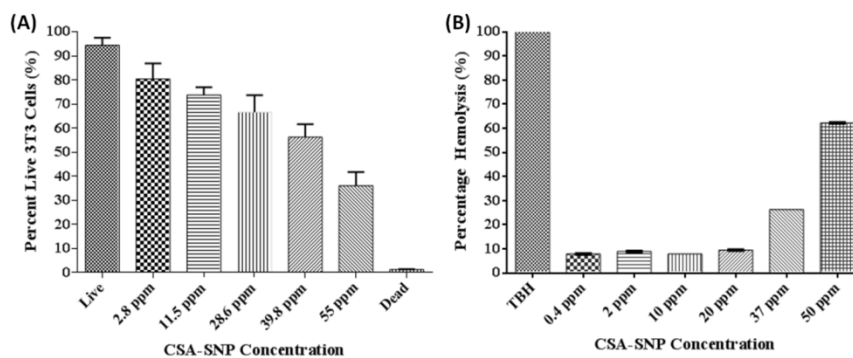 (A)
Percent Live 3T3 Cells (%)
100
90
80
70
60
50
40
30
20
10
0
Live
2.8 ppm
11.5 ppm
28.6 ppm
39.8 ppm
55 ppm
Dead
CSA-SNP Concentration
(B)
Percentage Hemolysis (%)
100
90
80
70
60
50
40
30
20
10
0
TBH
0.4 ppm
2 ppm
10 ppm
20 ppm
37 ppm
50 ppm
CSA-SNP Concentration